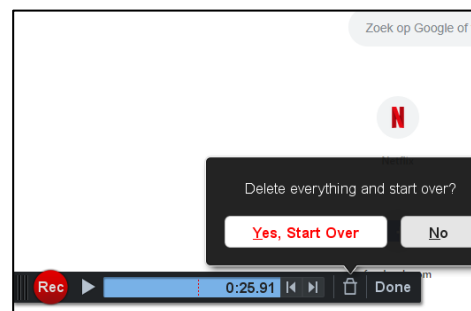 Zoek op Google of
N
Delete everything and start over?
Yes, Start Over
No
Rec
0:25.91
Done